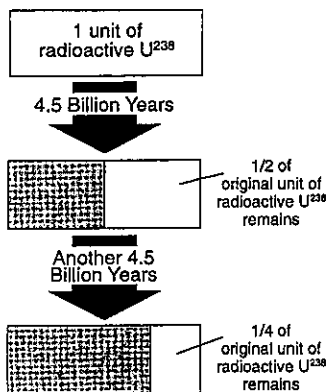 1 unit of
radioactive U²³⁸
4.5 Billion Years
1/2 of
original unit of
radioactive U²³⁸
remains
Another 4.5
Billion Years
1/4 of
original unit of
radioactive U²³⁸
remains